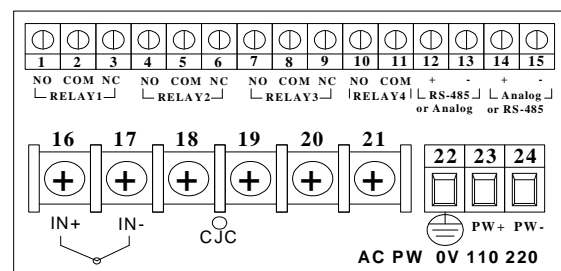 1 2 3 4 5 6 7 8 9 10 11 12 13 14 15
NO COM NC NO COM NC NO COM NC NO COM + - + -
RELAY1 RELAY2 RELAY3 RELAY4 RS-485 Analog
or Analog or RS-485
16 17 18 19 20 21 22 23 24
IN+ IN- CJC PW+ PW-
AC PW 0V 110 220